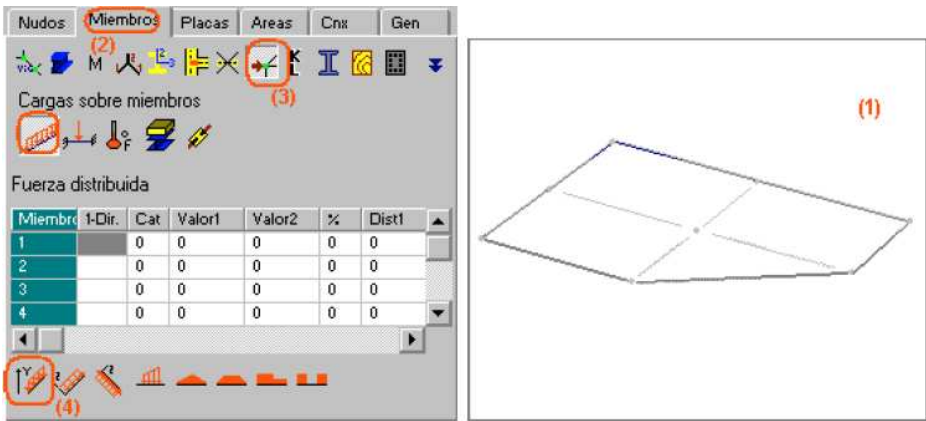 Nudos Miembros Placas Areas Cnx Gen
(2)
M
(3)
(1)
Cargas sobre miembros
F
Fuerza distribuida
Miembro 1-Dir. Cat Valor1 Valor2 % Dist1
1 0 0 0 0 0
2 0 0 0 0 0
3 0 0 0 0 0
4 0 0 0 0 0
Y 2 2
(4)